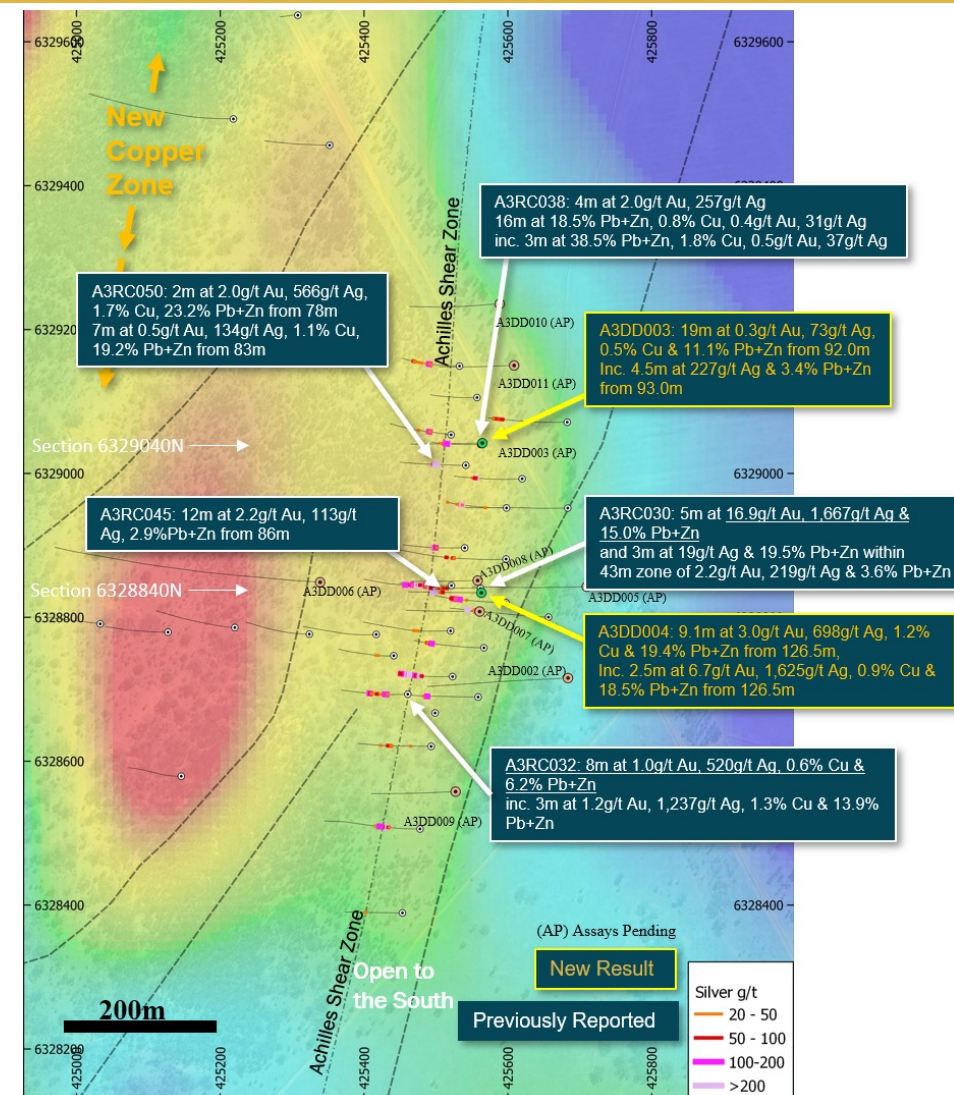 425000
425200
425400
425600
425800
6329600
6329600
New
Copper
Zone
6329400
6329400
A3RC038: 4m at 2.0g/t Au, 257g/t Ag
16m at 18.5% Pb+Zn, 0.8% Cu, 0.4g/t Au, 31g/t Ag
inc. 3m at 38.5% Pb+Zn, 1.8% Cu, 0.5g/t Au, 37g/t Ag
Achilles Shear Zone
A3RC050: 2m at 2.0g/t Au, 566g/t Ag,
1.7% Cu, 23.2% Pb+Zn from 78m
7m at 0.5g/t Au, 134g/t Ag, 1.1% Cu,
19.2% Pb+Zn from 83m
6329200
A3DD010 (AP)
A3DD003: 19m at 0.3g/t Au, 73g/t Ag,
0.5% Cu & 11.1% Pb+Zn from 92.0m
Inc. 4.5m at 227g/t Ag & 3.4% Pb+Zn
from 93.0m
A3DD011 (AP)
Section 6329040N
A3DD003 (AP)
6329000
6329000
A3RC045: 12m at 2.2g/t Au, 113g/t
Ag, 2.9%Pb+Zn from 86m
A3RC030: 5m at 16.9g/t Au, 1,667g/t Ag &
15.0% Pb+Zn
and 3m at 19g/t Ag & 19.5% Pb+Zn within
43m zone of 2.2g/t Au, 219g/t Ag & 3.6% Pb+Zn
A3DD008 (AP)
Section 6328840N
A3DD006 (AP)
A3DD005 (AP)
6328800
A3DD007 (AP)
A3DD004: 9.1m at 3.0g/t Au, 698g/t Ag, 1.2%
Cu & 19.4% Pb+Zn from 126.5m,
Inc. 2.5m at 6.7g/t Au, 1,625g/t Ag, 0.9% Cu &
18.5% Pb+Zn from 126.5m
A3DD002 (AP)
6328600
A3RC032: 8m at 1.0g/t Au, 520g/t Ag, 0.6% Cu &
6.2% Pb+Zn
inc. 3m at 1.2g/t Au, 1,237g/t Ag, 1.3% Cu & 13.9%
Pb+Zn
A3DD009 (AP)
6328400
6328400
(AP) Assays Pending
Achilles Shear Zone
Open to
the South
New Result
Previously Reported
200m
Silver g/t
20 - 50
50 - 100
100-200
>200
6328200
425000
425200
425400
425600
425800